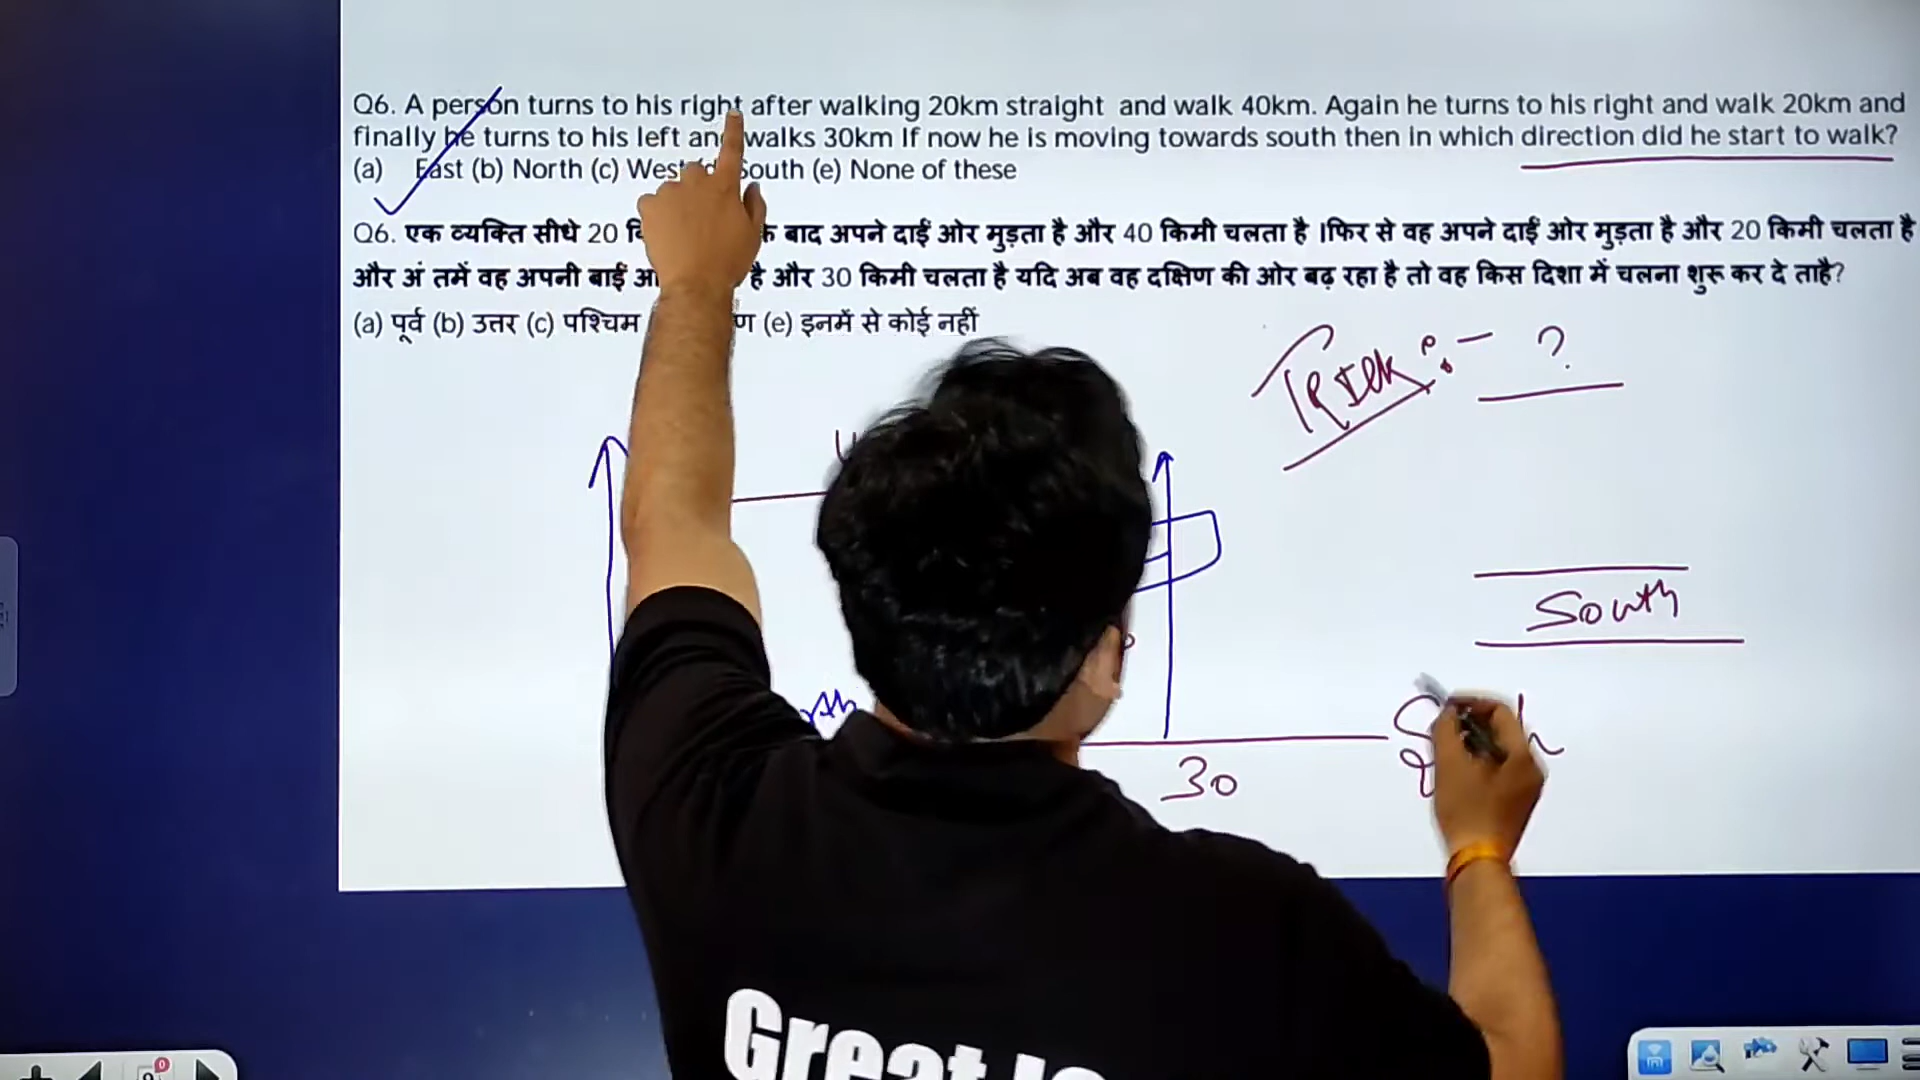 Q6. A person turns to his right after walking 20km straight and walk 40km. Again he turns to his right and walk 20km and
finally he turns to his left and walks 30km If now he is moving towards south then in which direction did he start to walk?
(a) East (b) North (c) West (d) South (e) None of these
Q6. एक व्यक्ति सीधे 20 बाद अपने दाईं ओर मुड़ता है और 40 किमी चलता है ।फिर से वह अपने दाईं ओर मुड़ता है और 20 किमी चलता है
और अं तमें वह अपनी बाईं है और 30 किमी चलता है यदि अब वह दक्षिण की ओर बढ़ रहा है तो वह किस दिशा में चलना शुरू कर दे ताहै?
(a) पूर्व (b) उत्तर (c) पश्चिम (e) इनमें से कोई नहीं
?
South
30
Great
0